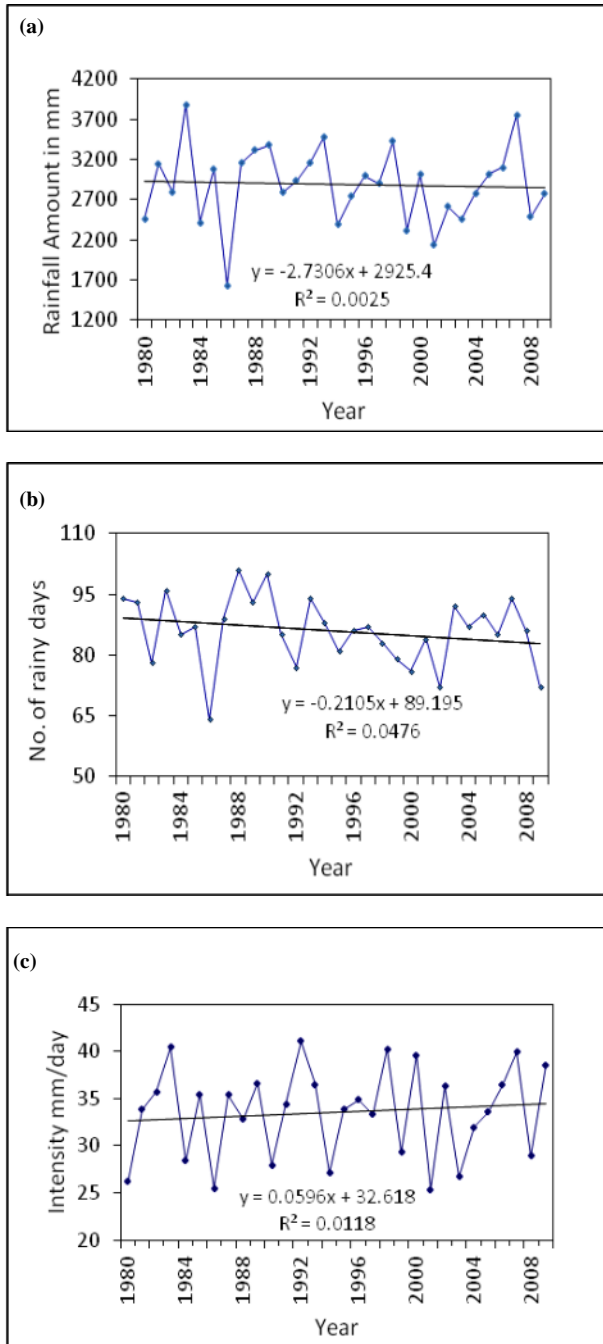 (a)
4200
3700
3200
2700
2200
1700
1200
Rainfall Amount in mm
y = -2.7306x + 2925.4
R² = 0.0025
1980
1984
1988
1992
1996
2000
2004
2008
Year
(b)
110
95
80
65
50
No. of rainy days
y = -0.2105x + 89.195
R² = 0.0476
1980
1984
1988
1992
1996
2000
2004
2008
Year
(c)
45
40
35
30
25
20
Intensity mm/day
y = 0.0596x + 32.618
R² = 0.0118
1980
1984
1988
1992
1996
2000
2004
2008
Year